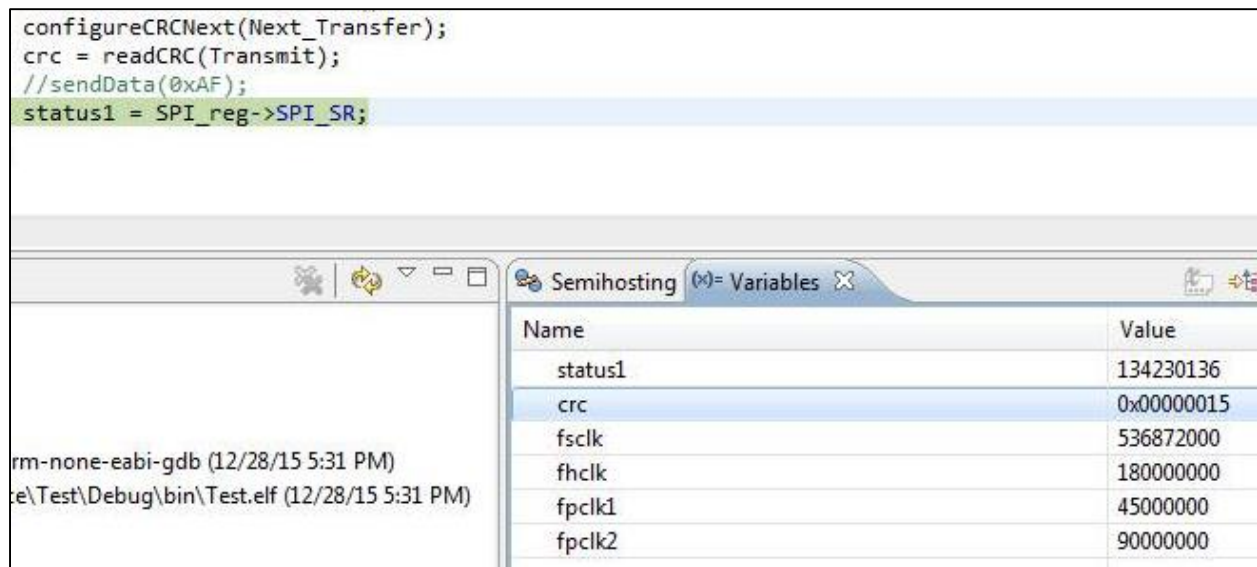 configureCRCNext(Next_Transfer);
crc = readCRC(Transmit);
//sendData(0xAF);
status1 = SPI_reg->SPI_SR;
Semihosting (x)= Variables
Name Value
status1 134230136
crc 0x00000015
fsclk 536872000
fhclk 180000000
fpclk1 45000000
fpclk2 90000000
rm-none-eabi-gdb (12/28/15 5:31 PM)
\Test\Debug\bin\Test.elf (12/28/15 5:31 PM)